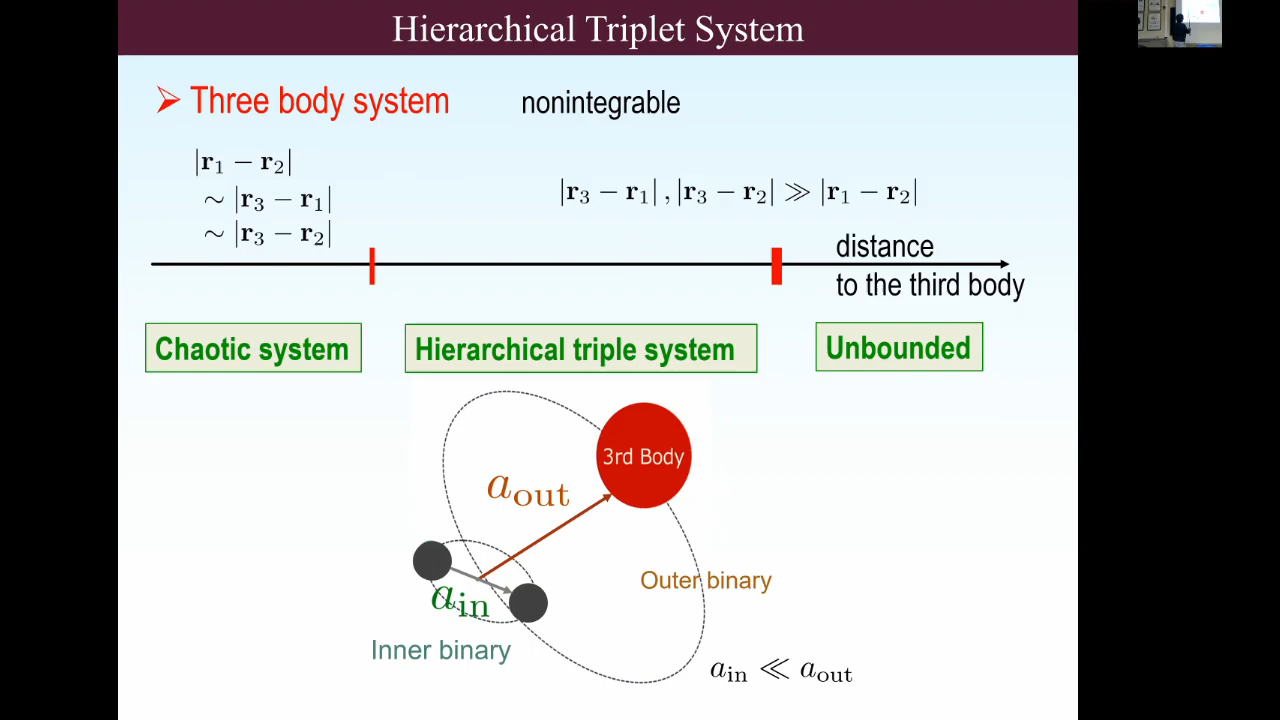 Hierarchical Triplet System
➢ Three body system
nonintegrable
|r₁ − r₂|
∼ |r₃ − r₁|
∼ |r₃ − r₂|
|r₃ − r₁| , |r₃ − r₂| ≫ |r₁ − r₂|
distance
to the third body
Chaotic system
Hierarchical triple system
Unbounded
3rd Body
a_out
a_in
Outer binary
Inner binary
a_in ≪ a_out